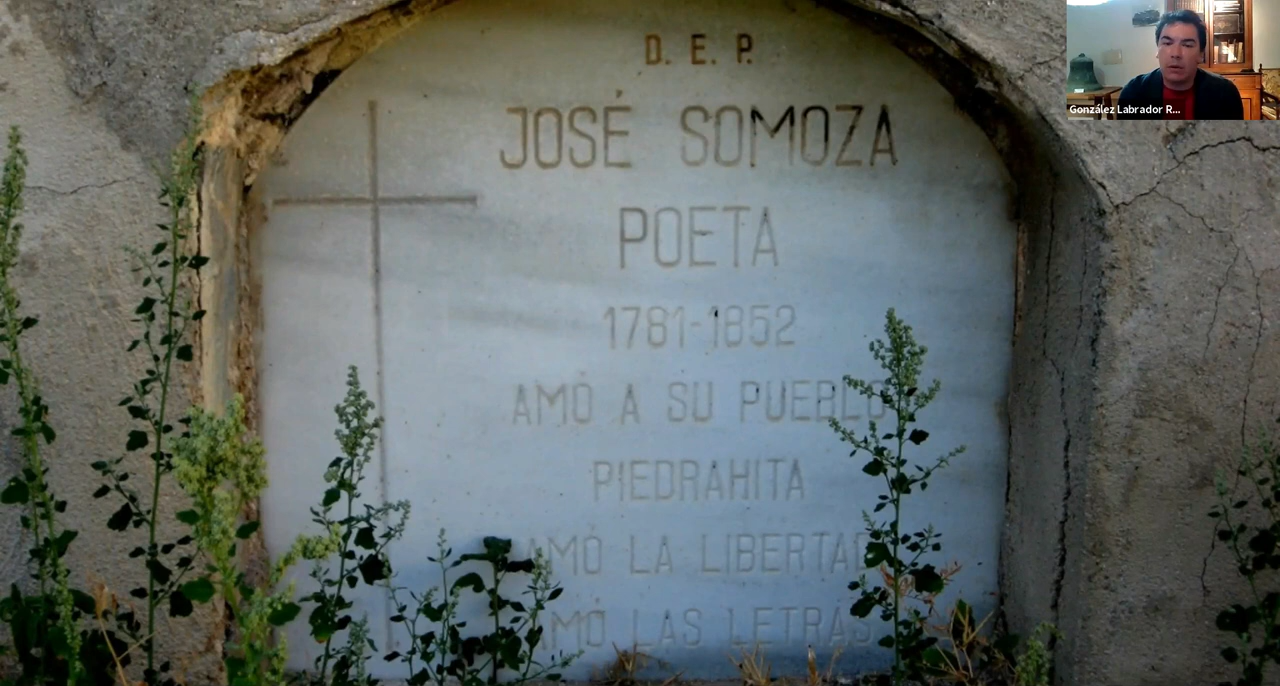 D. E. P.
JOSÉ SOMOZA
POETA
1781-1852
AMÓ A SU PUEBLO
PIEDRAHITA
AMÓ LA LIBERTAD
AMÓ LAS LETRAS
González Labrador R...